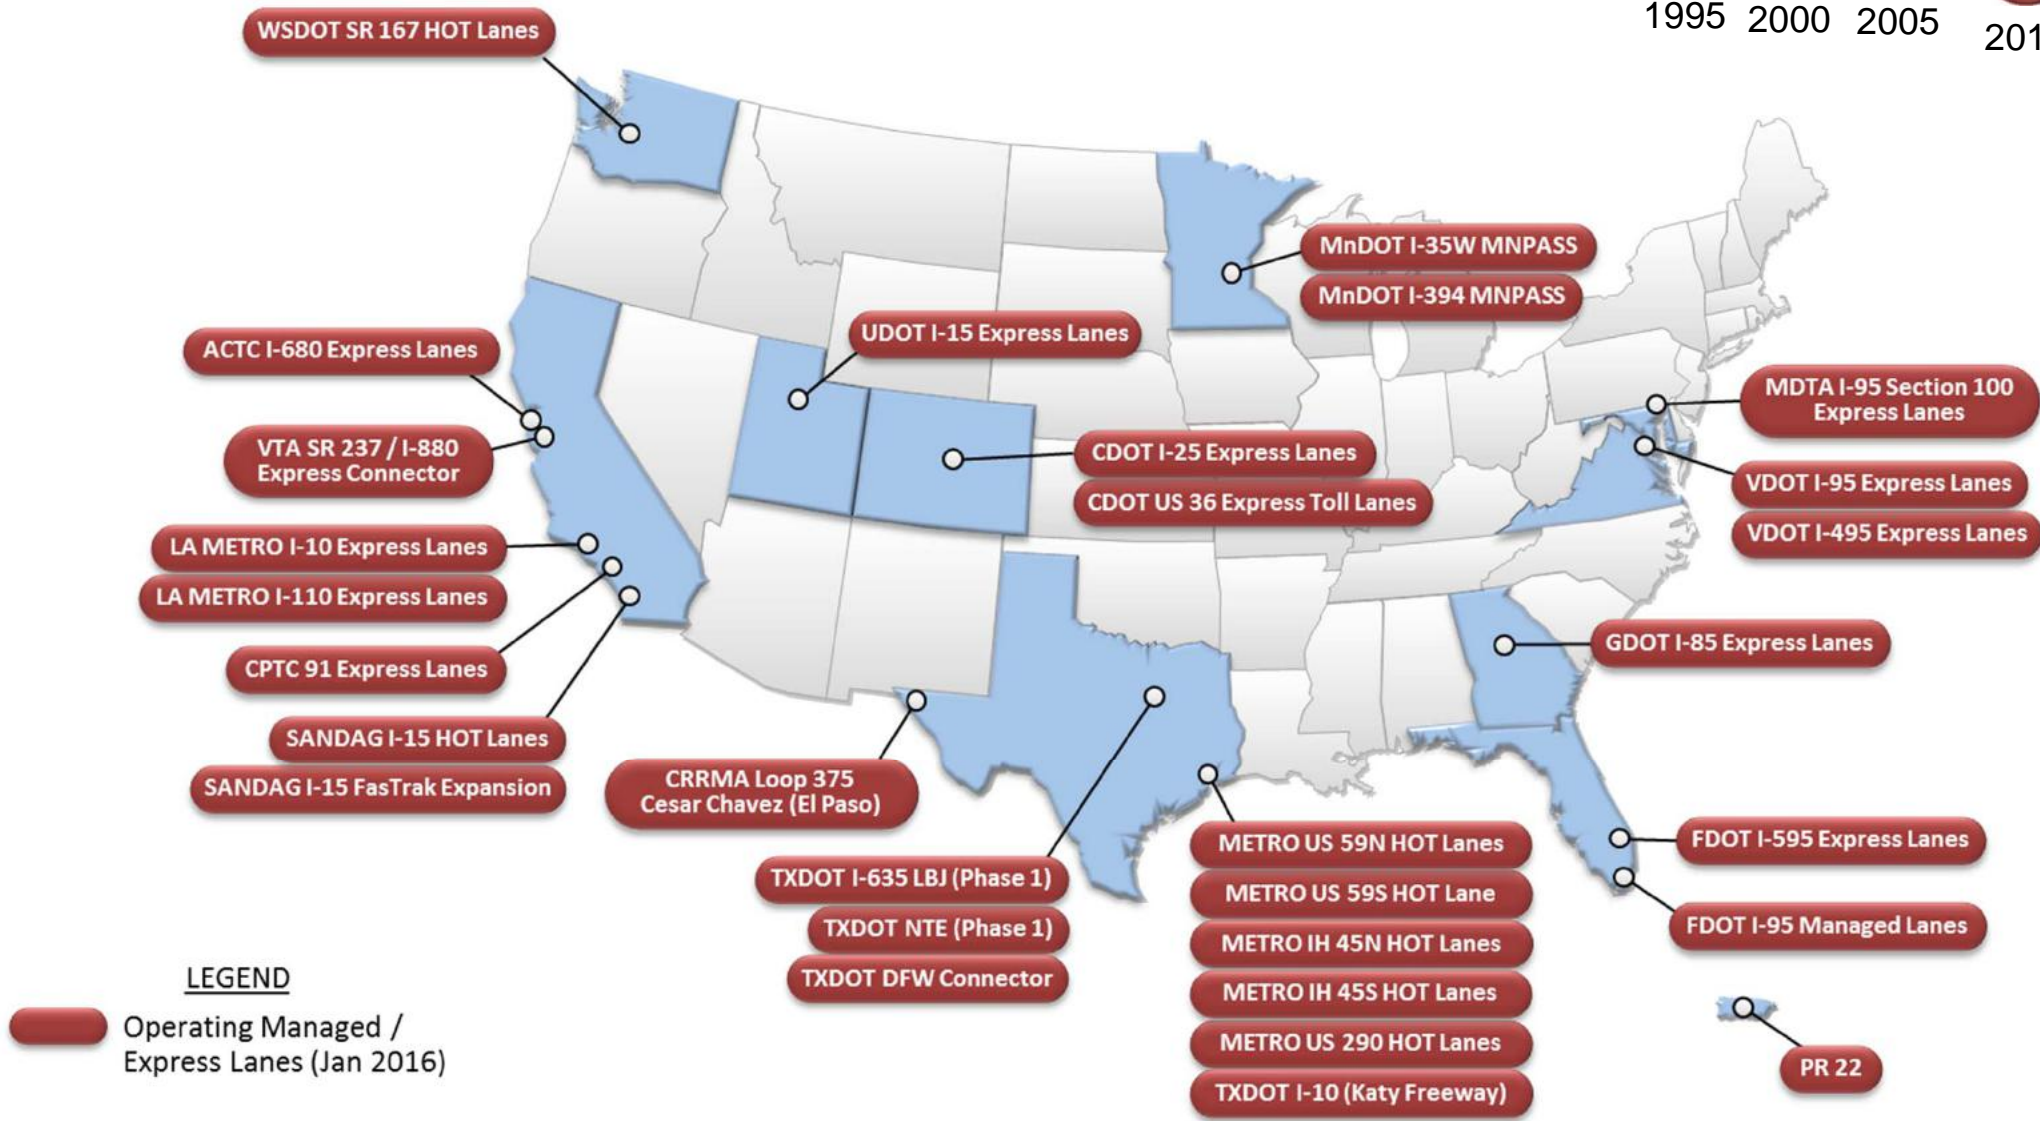 1995 2000 2005
201
WSDOT SR 167 HOT Lanes
MnDOT I-35W MNPASS
MnDOT I-394 MNPASS
UDOT I-15 Express Lanes
ACTC I-680 Express Lanes
VTA SR 237 / I-880
Express Connector
MDTA I-95 Section 100
Express Lanes
CDOT I-25 Express Lanes
CDOT US 36 Express Toll Lanes
VDOT I-95 Express Lanes
VDOT I-495 Express Lanes
LA METRO I-10 Express Lanes
LA METRO I-110 Express Lanes
CPTC 91 Express Lanes
GDOT I-85 Express Lanes
SANDAG I-15 HOT Lanes
SANDAG I-15 FasTrak Expansion
CRRMA Loop 375
Cesar Chavez (El Paso)
TXDOT I-635 LBJ (Phase 1)
TXDOT NTE (Phase 1)
TXDOT DFW Connector
METRO US 59N HOT Lanes
METRO US 59S HOT Lane
METRO IH 45N HOT Lanes
METRO IH 45S HOT Lanes
METRO US 290 HOT Lanes
TXDOT I-10 (Katy Freeway)
FDOT I-595 Express Lanes
FDOT I-95 Managed Lanes
PR 22
LEGEND
Operating Managed /
Express Lanes (Jan 2016)